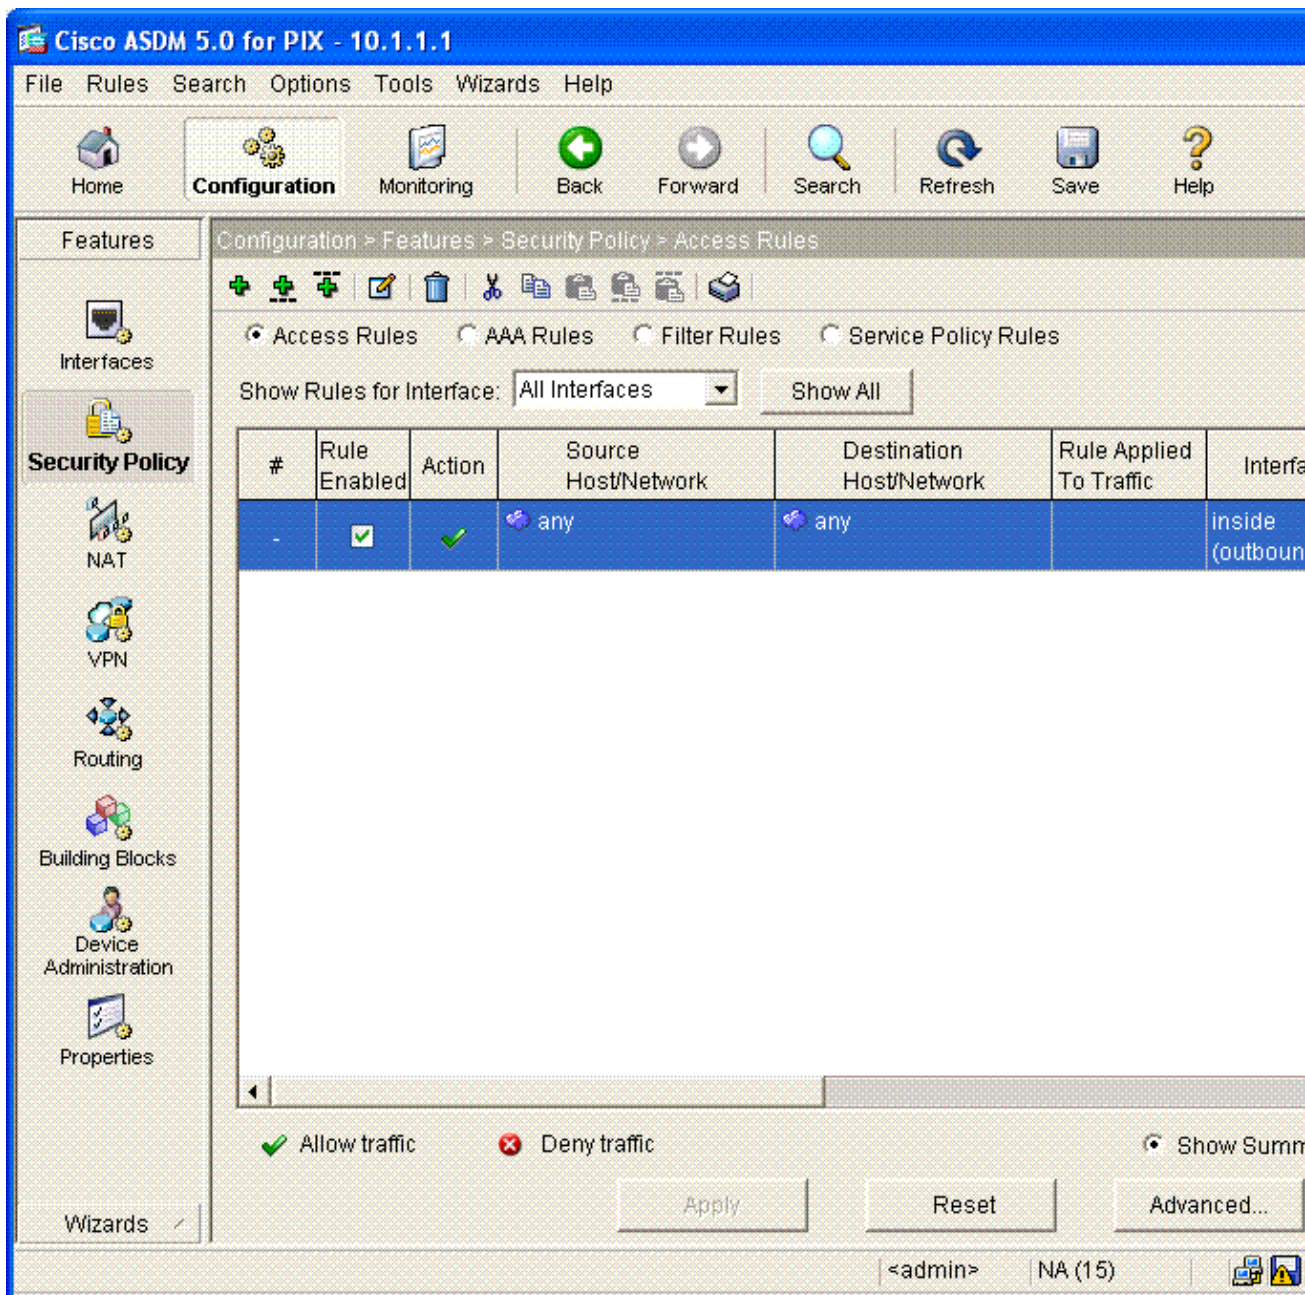 Cisco ASDM 5.0 for PIX - 10.1.1.1
File Rules Search Options Tools Wizards Help
Home Configuration Monitoring Back Forward Search Refresh Save Help
Features
Configuration > Features > Security Policy > Access Rules
Access Rules AAA Rules Filter Rules Service Policy Rules
Show Rules for Interface: All Interfaces Show All
# Rule Enabled Action Source Host/Network Destination Host/Network Rule Applied To Traffic Interfa
- any any inside (outboun
Interfaces
Security Policy
NAT
VPN
Routing
Building Blocks
Device
Administration
Properties
Allow traffic Deny traffic Show Summ
Apply Reset Advanced...
Wizards
<admin> NA (15)